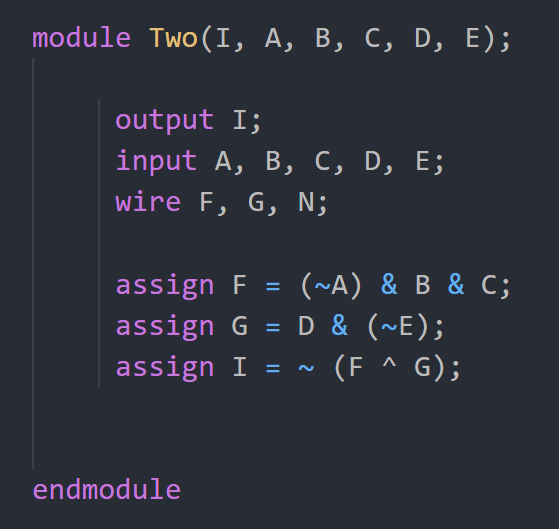 module Two(I, A, B, C, D, E);
output I;
input A, B, C, D, E;
wire F, G, N;
assign F = (~A) & B & C;
assign G = D & (~E);
assign I = ~ (F ^ G);
endmodule